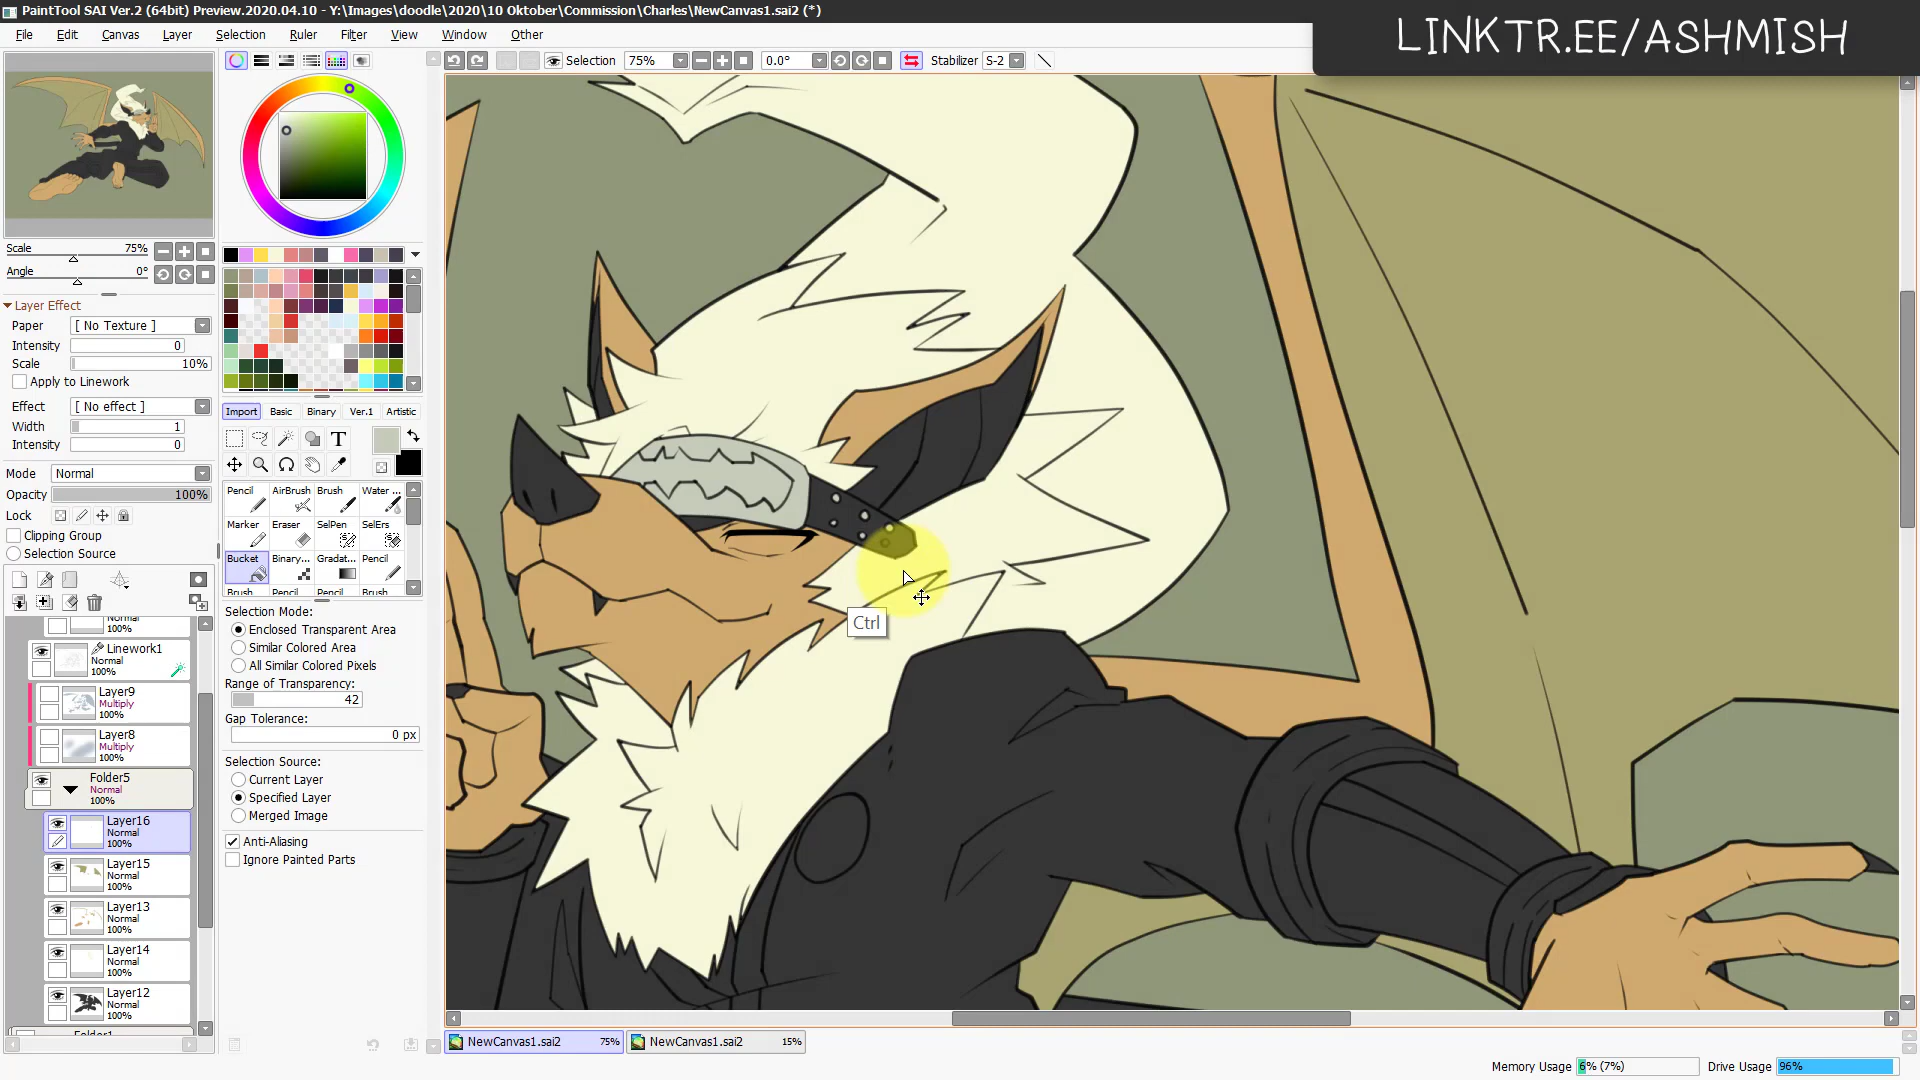 PaintTool SAI Ver.2 (64bit) Preview.2020.04.10 - Y:\Images\doodle\2020\10 Oktober\Commission\Charles\NewCanvas1.sai2 (*)
LINKTR.EE/ASHMISH
File Edit Canvas Layer Selection Ruler Filter View Window Other
Selection 75% 0.0° Stabilizer S-2
Scale 75%
Angle 0°
Layer Effect
Paper [ No Texture ]
Intensity 0
Scale 10%
Apply to Linework
Effect [ No effect ]
Width 1
Intensity 0
Mode Normal
Opacity 100%
Lock
Clipping Group
Selection Source
100%
Linework1
Normal
100%
Layer9
Multiply
100%
Layer8
Multiply
100%
Folder5
Normal
100%
Layer16
Normal
100%
Layer15
Normal
100%
Layer13
Normal
100%
Layer14
Normal
100%
Layer12
Normal
100%
Folder1
Import Basic Binary Ver.1 Artistic
T
Pencil AirBrush Brush Water ...
Marker Eraser SelPen SelErs
Bucket Binary... Gradat... Pencil
Brush Pencil Brush
Selection Mode:
Enclosed Transparent Area
Similar Colored Area
All Similar Colored Pixels
Range of Transparency:
42
Gap Tolerance:
0 px
Selection Source:
Current Layer
Specified Layer
Merged Image
Anti-Aliasing
Ignore Painted Parts
Ctrl
NewCanvas1.sai2 75% NewCanvas1.sai2 15%
Memory Usage 6% (7%) Drive Usage 96%